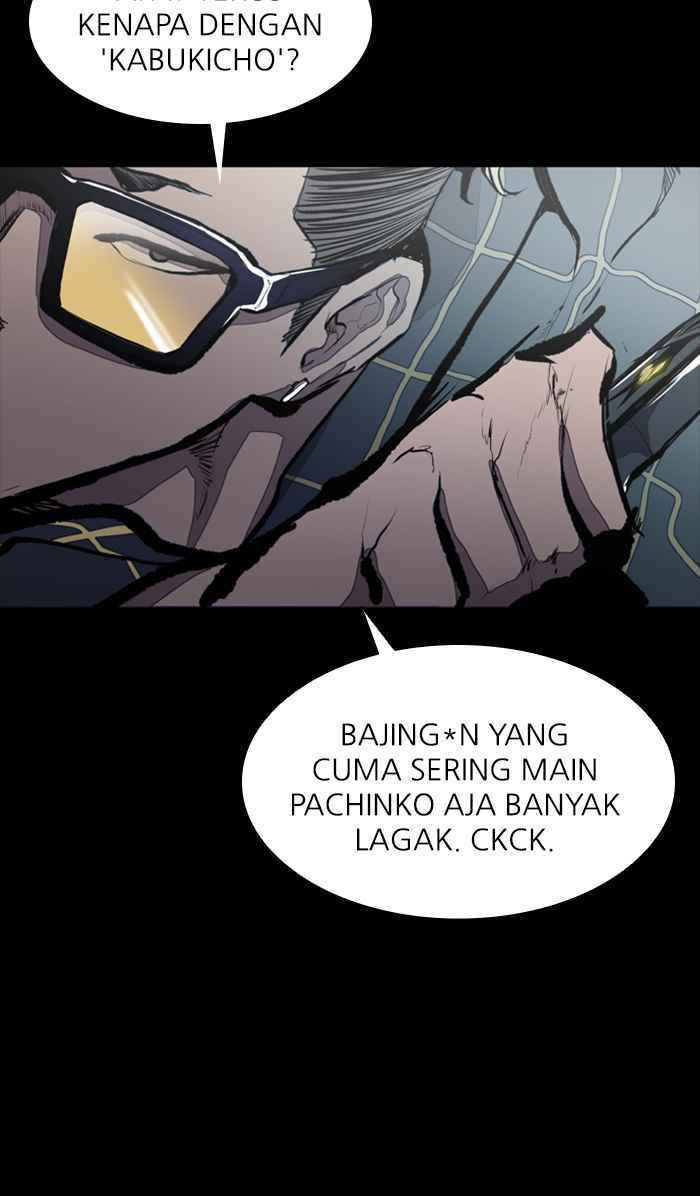 KENAPA DENGAN
'KABUKICHO'?
BAJING*N YANG
CUMA SERING MAIN
PACHINKO AJA BANYAK
LAGAK. CKCK.